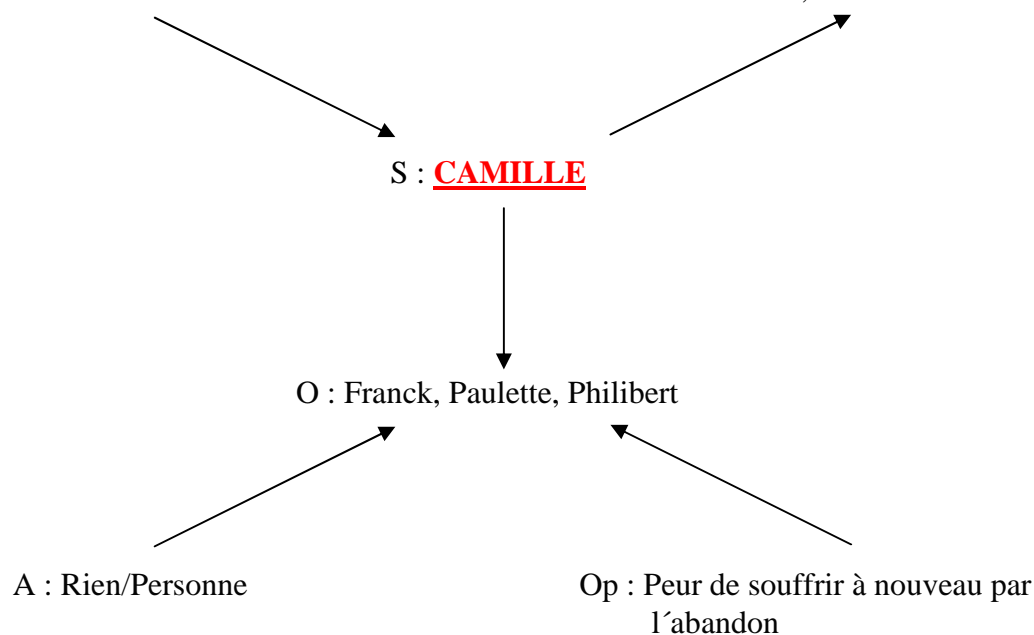 S : CAMILLE
O : Franck, Paulette, Philibert
A : Rien/Personne
Op : Peur de souffrir à nouveau par
l´abandon